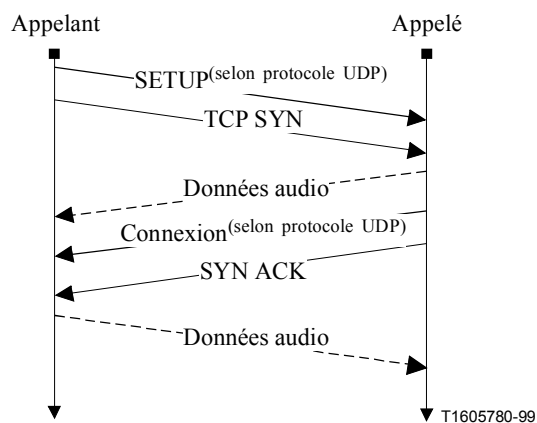 Appelant
Appelé
SETUP(selon protocole UDP)
TCP SYN
Données audio
Connexion(selon protocole UDP)
SYN ACK
Données audio
T1605780-99